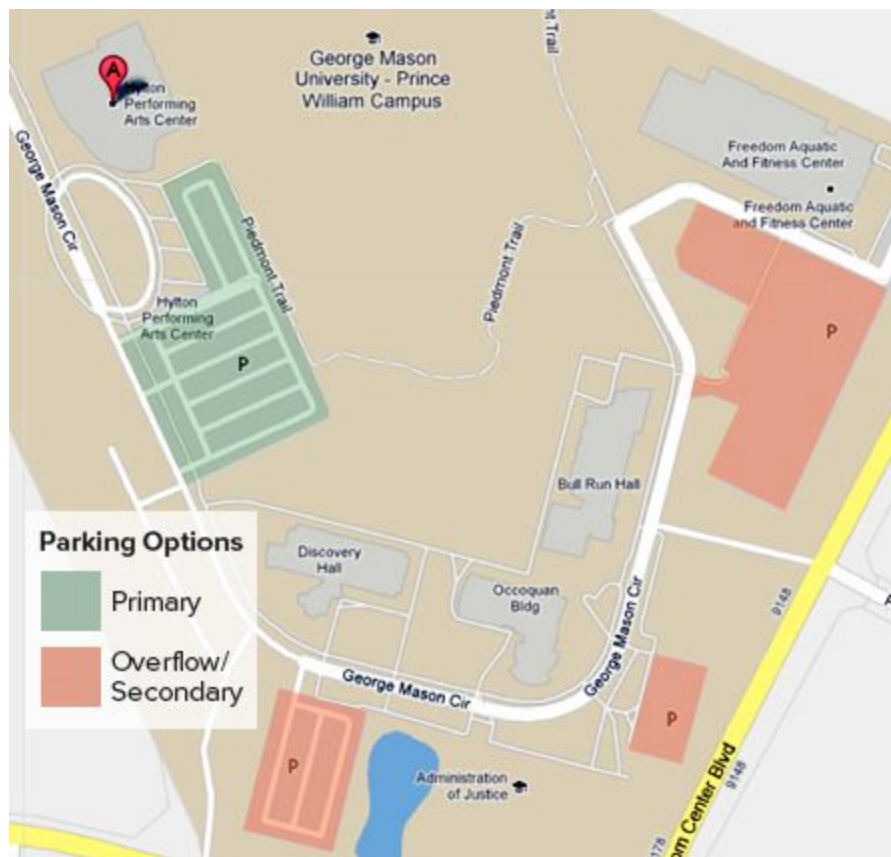 A
Hylton
Performing
Arts Center
George Mason
University - Prince
William Campus
nt Trail
Freedom Aquatic
And Fitness Center
Freedom Aquatic
and Fitness Center
George Mason Cir
Piedmont Trail
Piedmont Trail
Hylton
Performing
Arts Center
P
P
Bull Run Hall
Parking Options
Primary
Overflow/
Secondary
Discovery
Hall
Occoquan
Bldg
George Mason Cir
George Mason Cir
9148
A
P
P
Administration
of Justice
om Center Blvd
9148
178